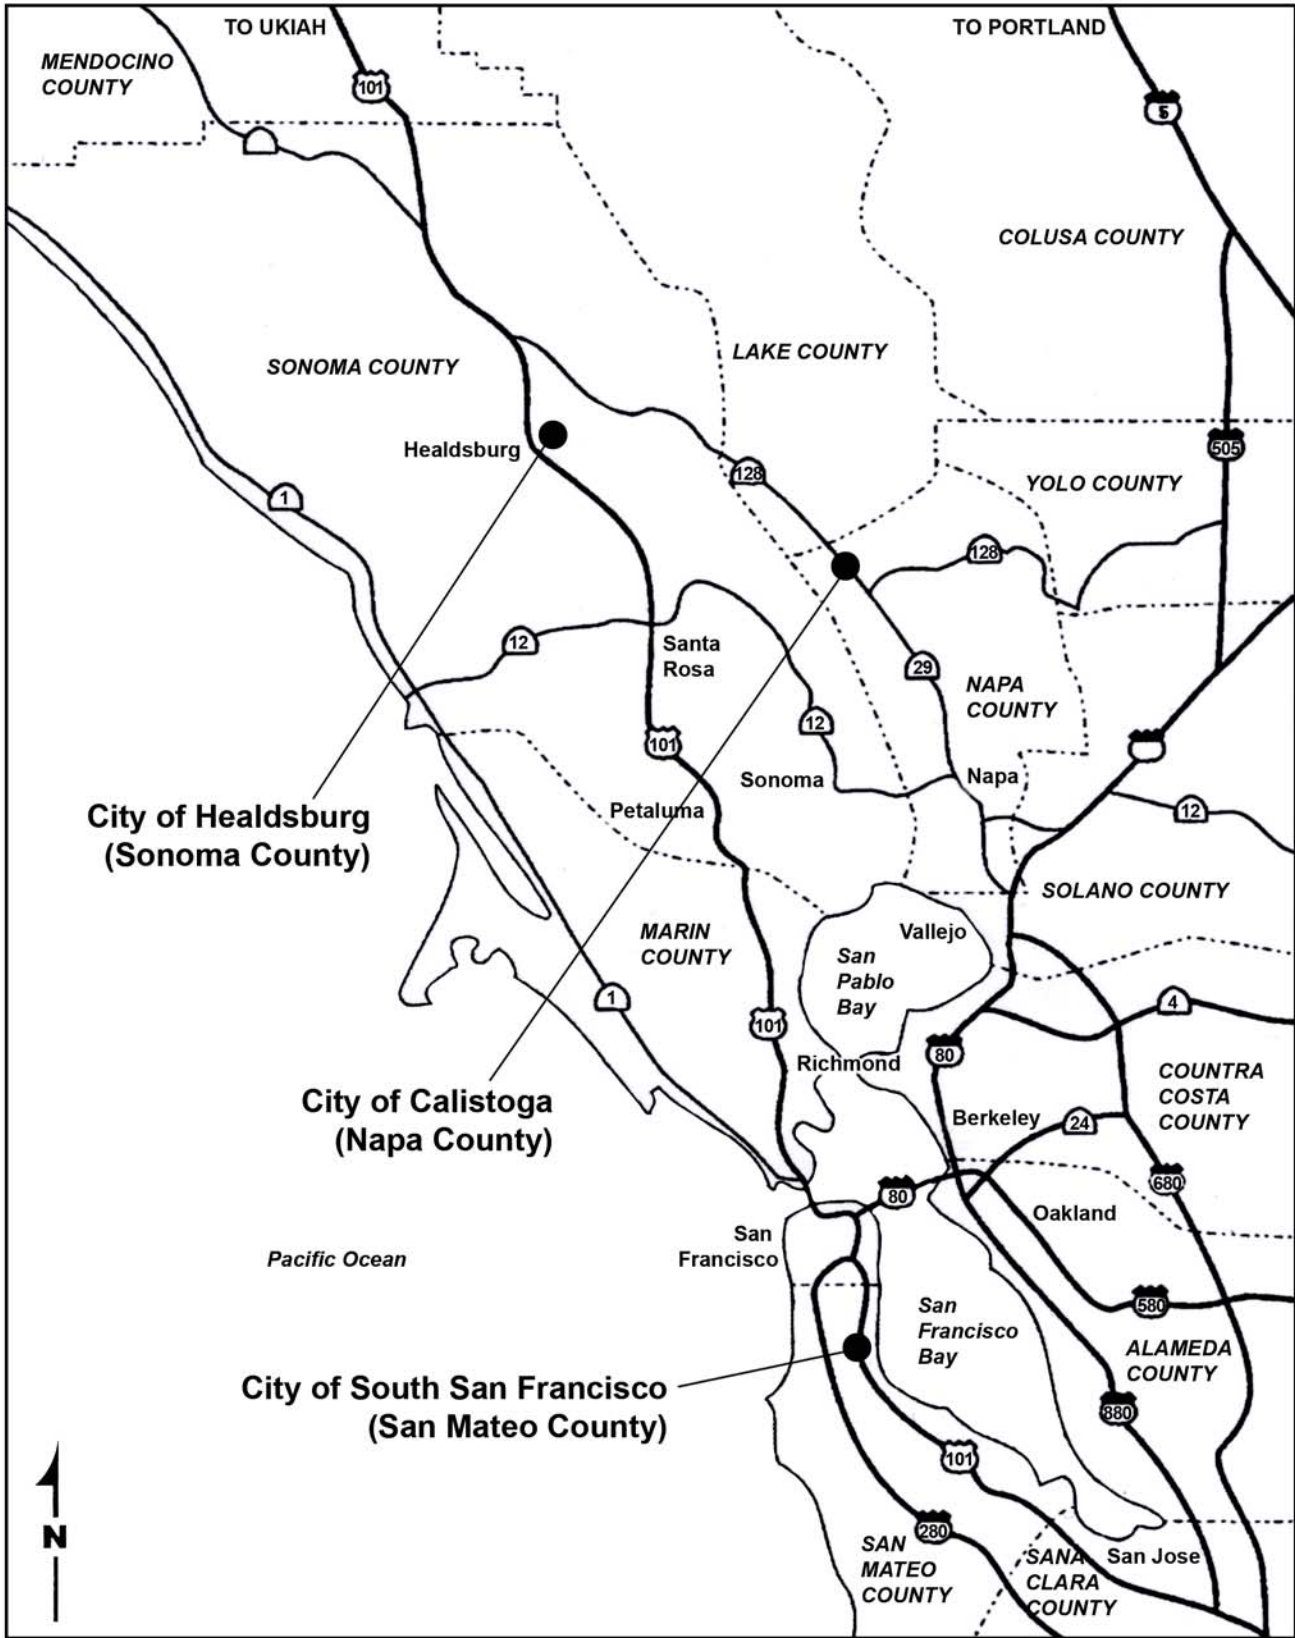 TO UKIAH
TO PORTLAND
MENDOCINO
COUNTY
101
5
COLUSA COUNTY
LAKE COUNTY
SONOMA COUNTY
Healdsburg
505
128
YOLO COUNTY
1
128
12
Santa
Rosa
29
NAPA
COUNTY
12
101
Sonoma
Napa
Petaluma
12
City of Healdsburg
(Sonoma County)
SOLANO COUNTY
MARIN
COUNTY
Vallejo
San
Pablo
Bay
1
4
101
80
Richmond
COUNTRA
COSTA
COUNTY
City of Calistoga
(Napa County)
Berkeley
24
680
80
Oakland
San
Francisco
Pacific Ocean
580
San
Francisco
Bay
ALAMEDA
COUNTY
City of South San Francisco
(San Mateo County)
880
101
280
N
SAN
MATEO
COUNTY
SANA
CLARA
COUNTY
San Jose